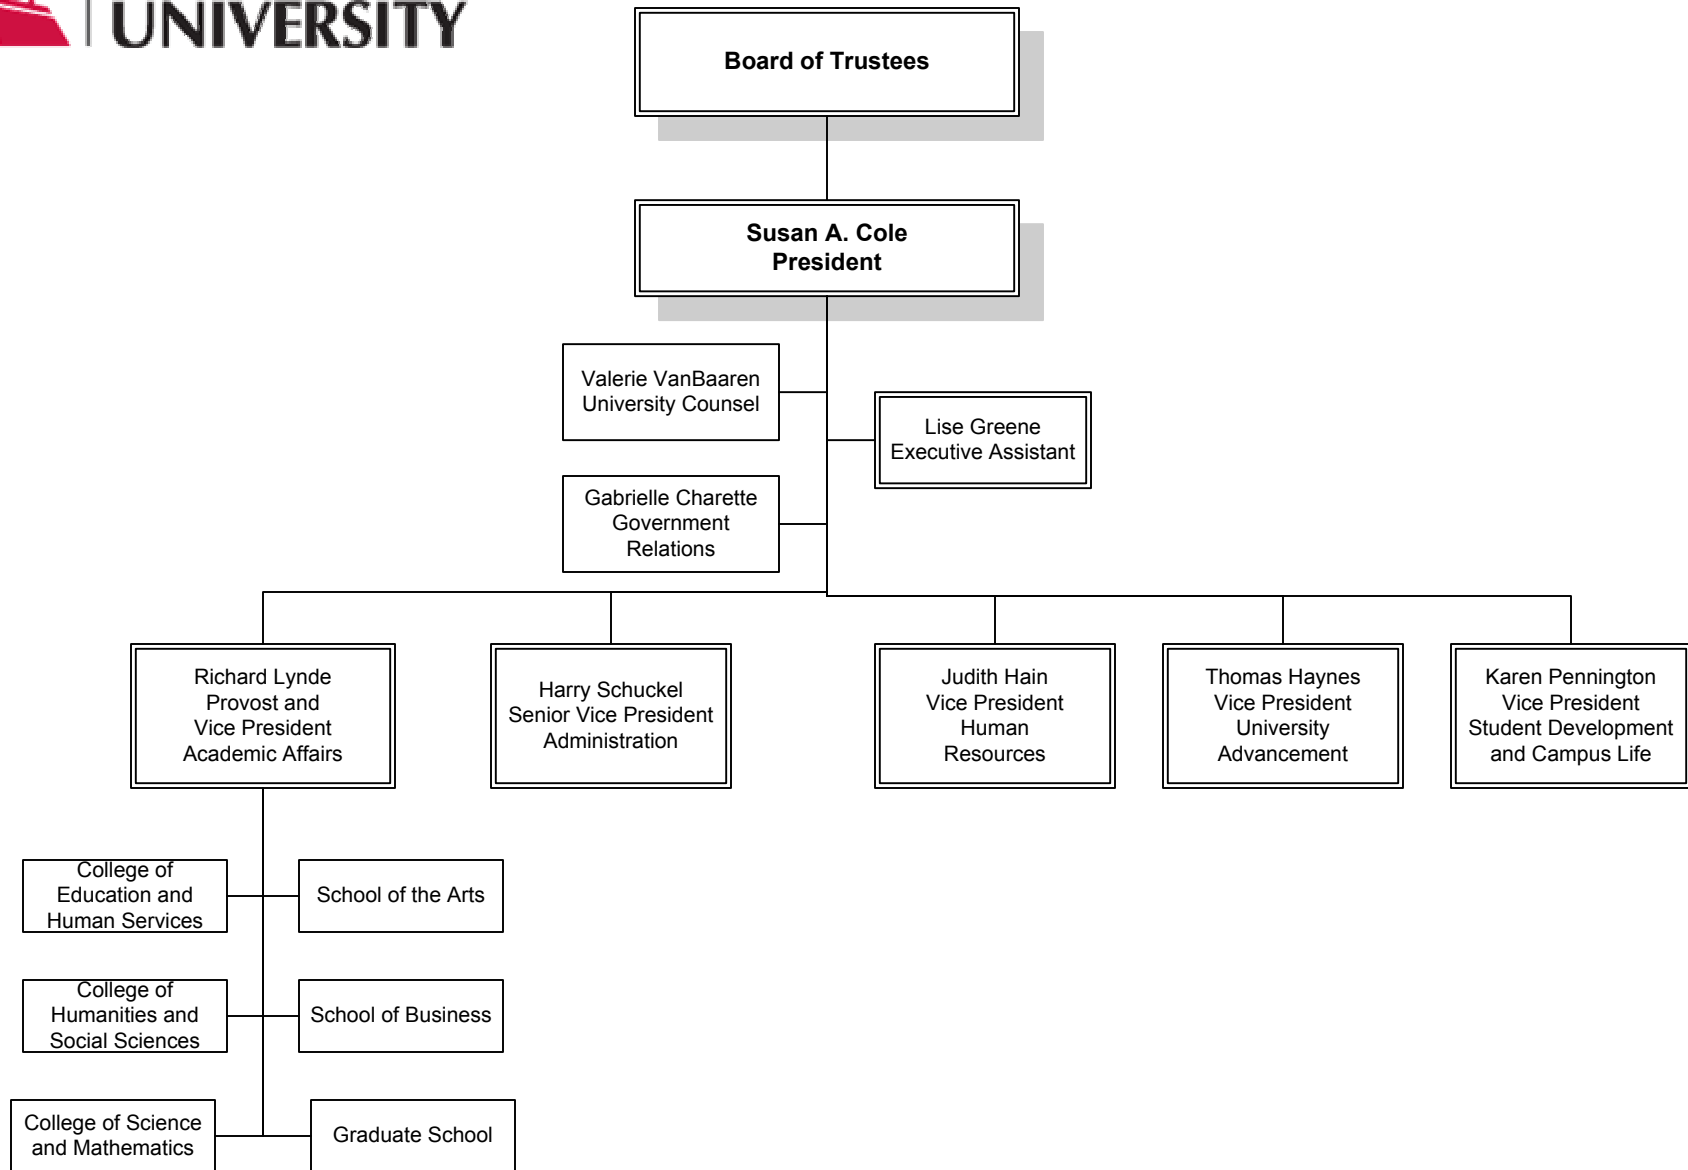 UNIVERSITY
Board of Trustees
Susan A. Cole
President
Valerie VanBaaren
University Counsel
Lise Greene
Executive Assistant
Gabrielle Charette
Government
Relations
Richard Lynde
Provost and
Vice President
Academic Affairs
Harry Schuckel
Senior Vice President
Administration
Judith Hain
Vice President
Human
Resources
Thomas Haynes
Vice President
University
Advancement
Karen Pennington
Vice President
Student Development
and Campus Life
College of
Education and
Human Services
School of the Arts
College of
Humanities and
Social Sciences
School of Business
College of Science
and Mathematics
Graduate School